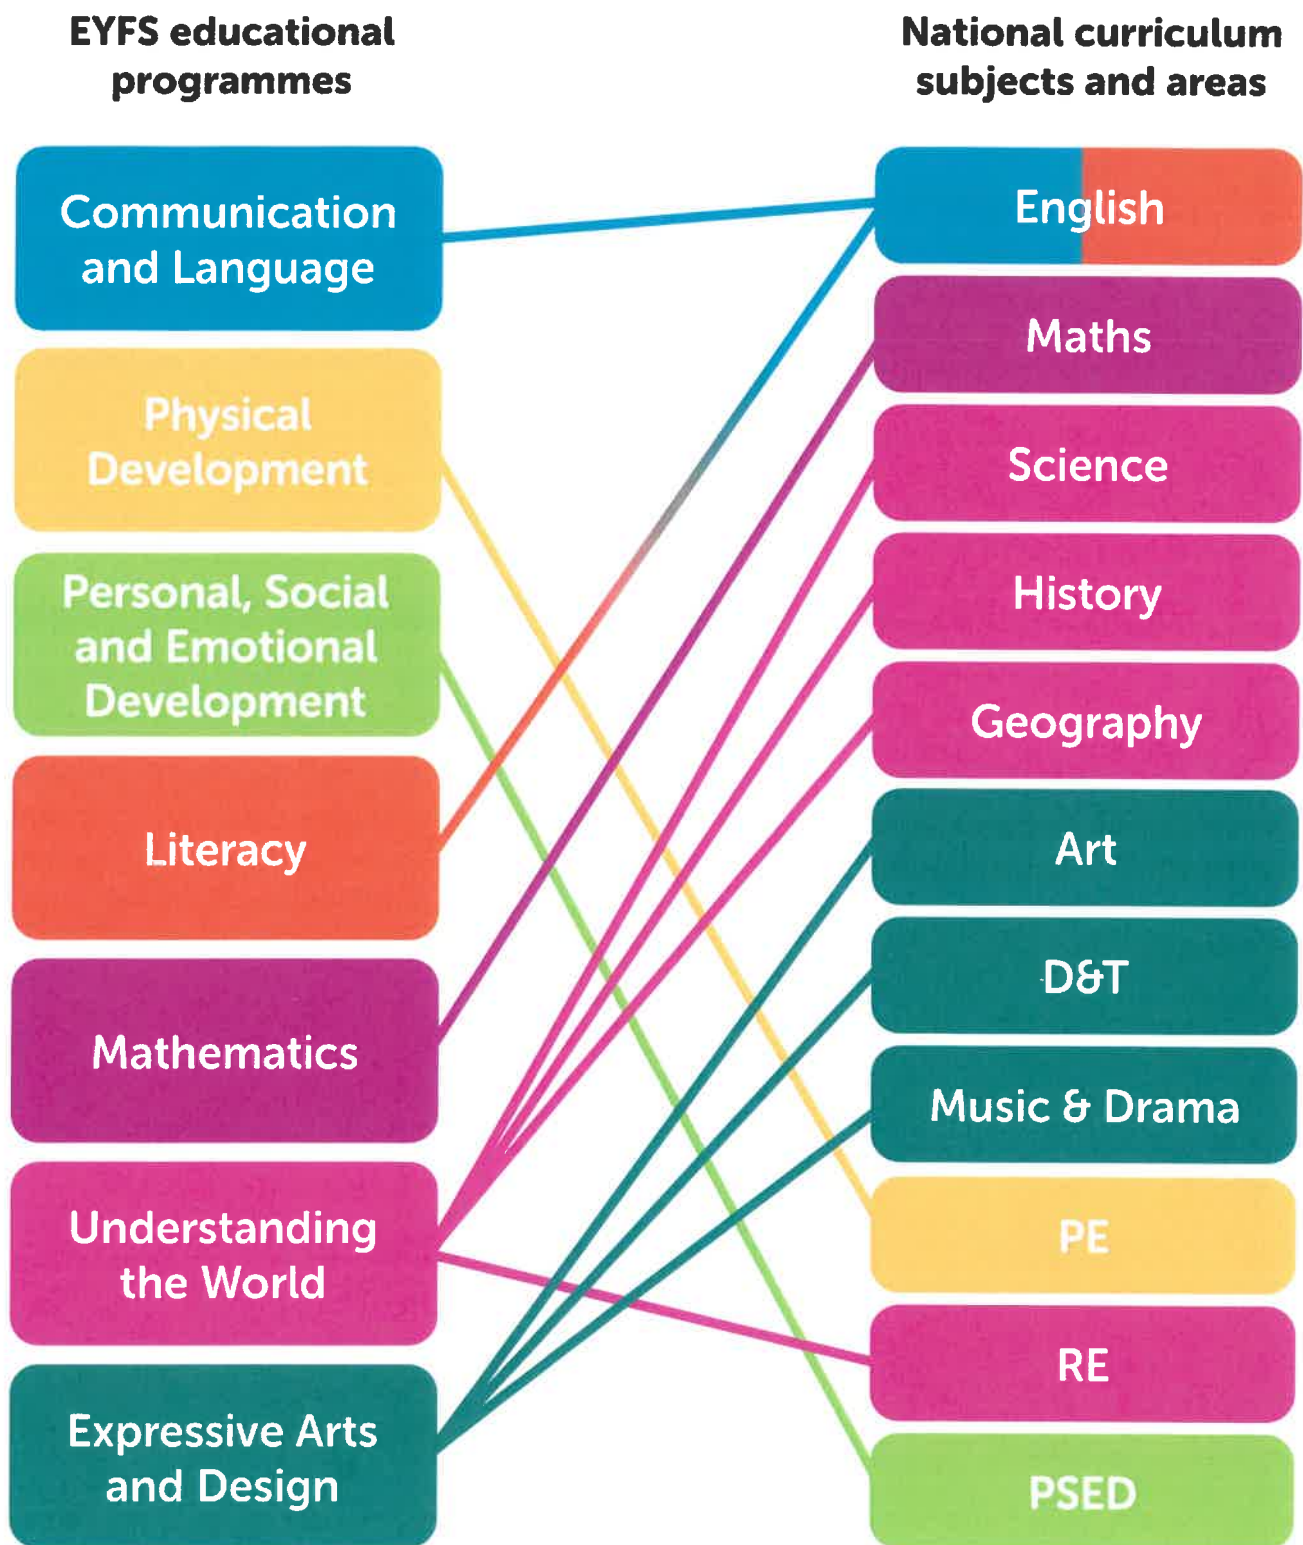 EYFS educational
programmes
Communication
and Language
Physical
Development
Personal, Social
and Emotional
Development
Literacy
Mathematics
Understanding
the World
Expressive Arts
and Design
National curriculum
subjects and areas
English
Maths
Science
History
Geography
Art
D&T
Music & Drama
PE
RE
PSED